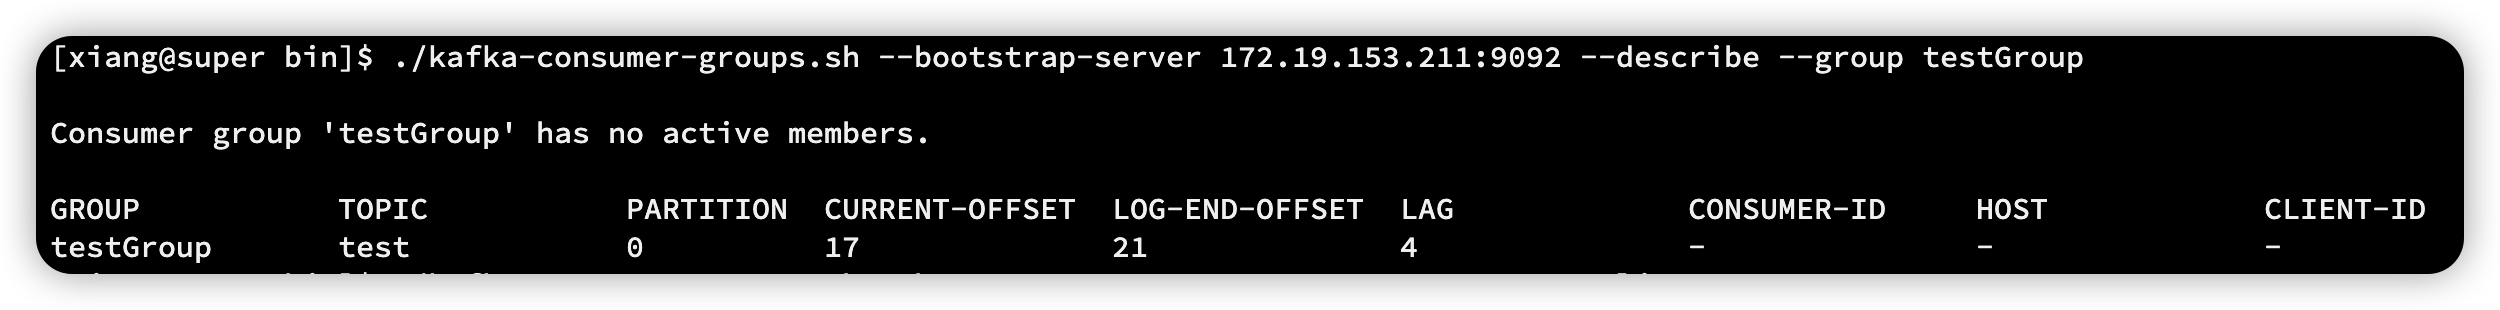 [xiang@super bin]$ ./kafka-consumer-groups.sh --bootstrap-server 172.19.153.211:9092 --describe --group testGroup
Consumer group 'testGroup' has no active members.
GROUP TOPIC PARTITION CURRENT-OFFSET LOG-END-OFFSET LAG CONSUMER-ID HOST CLIENT-ID
testGroup test 0 17 21 4 - - -